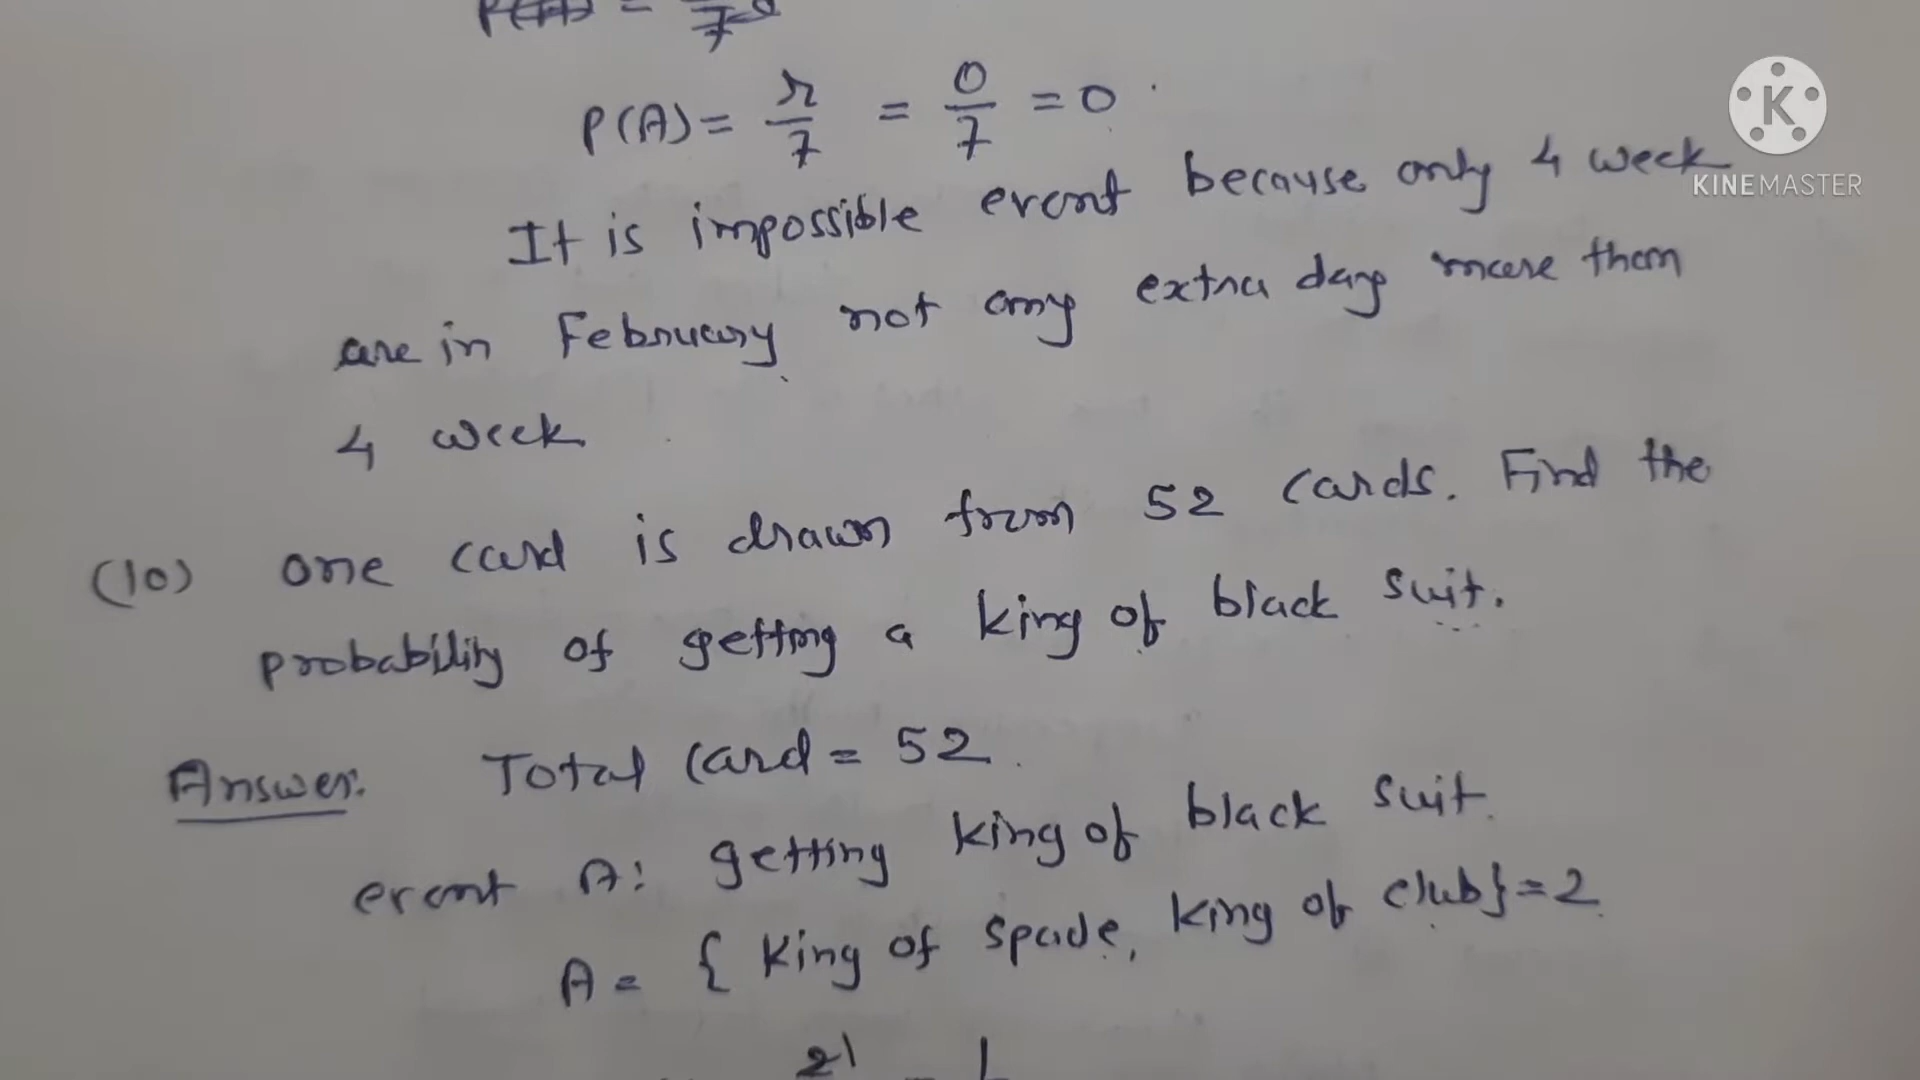 P(A) = r/7 = 0/7 = 0
It is impossible event because only 4 week
are in February not any extra day more than
4 week
(10) one card is drawn from 52 cards. Find the
probability of getting a king of black suit.
Answer. Total card = 52
event A: getting king of black suit.
A = { King of spade, king of club} = 2
K
KINEMASTER